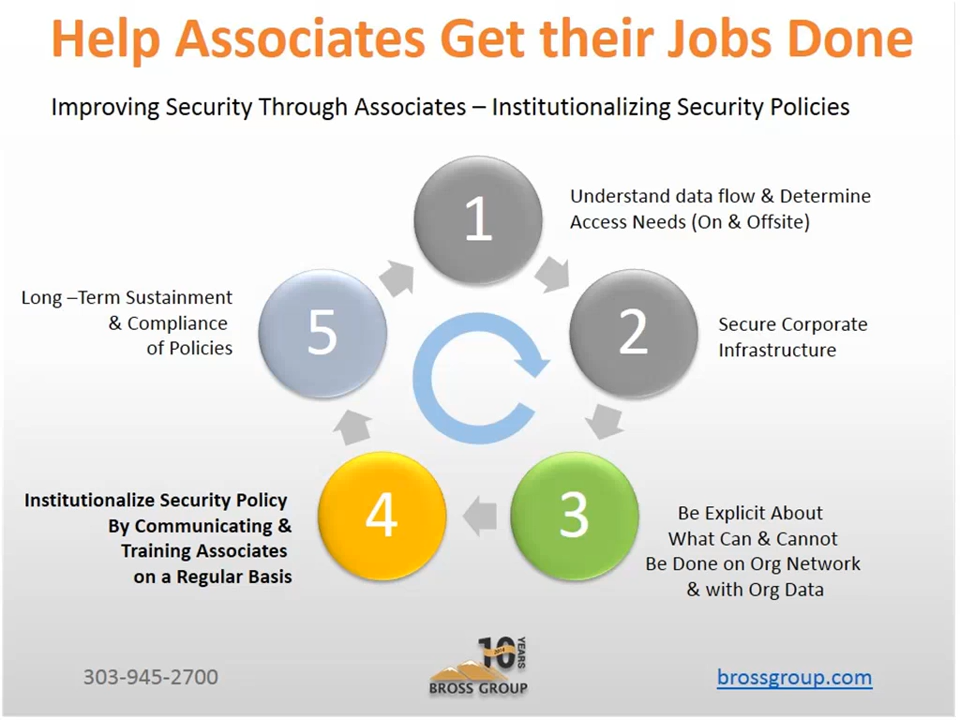 Help Associates Get their Jobs Done
Improving Security Through Associates – Institutionalizing Security Policies
1
Understand data flow & Determine
Access Needs (On & Offsite)
2
Secure Corporate
Infrastructure
3
Be Explicit About
What Can & Cannot
Be Done on Org Network
& with Org Data
4
Institutionalize Security Policy
By Communicating &
Training Associates
on a Regular Basis
5
Long –Term Sustainment
& Compliance
of Policies
303-945-2700
10
YEARS
BROSS GROUP
brossgroup.com